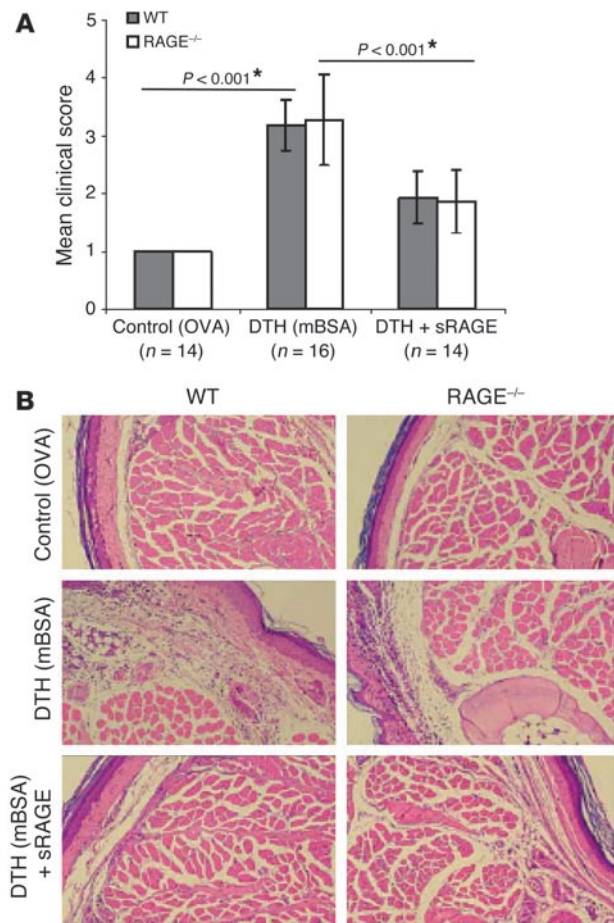 A
WT
RAGE⁻/⁻
P < 0.001*
P < 0.001*
Mean clinical score
5
4
3
2
1
0
Control (OVA)
(n = 14)
DTH (mBSA)
(n = 16)
DTH + sRAGE
(n = 14)
B
WT
RAGE⁻/⁻
Control (OVA)
DTH (mBSA)
DTH (mBSA)
+ sRAGE